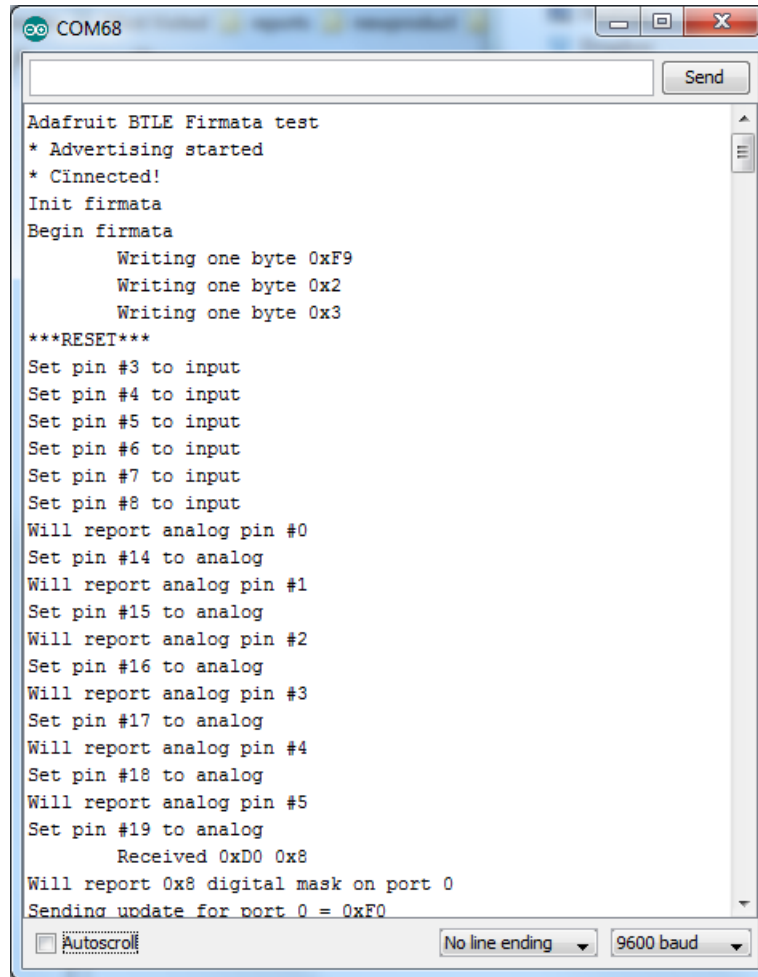 COM68
Send
Adafruit BTLE Firmata test
* Advertising started
* Cïnnected!
Init firmata
Begin firmata
Writing one byte 0xF9
Writing one byte 0x2
Writing one byte 0x3
***RESET***
Set pin #3 to input
Set pin #4 to input
Set pin #5 to input
Set pin #6 to input
Set pin #7 to input
Set pin #8 to input
Will report analog pin #0
Set pin #14 to analog
Will report analog pin #1
Set pin #15 to analog
Will report analog pin #2
Set pin #16 to analog
Will report analog pin #3
Set pin #17 to analog
Will report analog pin #4
Set pin #18 to analog
Will report analog pin #5
Set pin #19 to analog
Received 0xD0 0x8
Will report 0x8 digital mask on port 0
Sending update for port 0 = 0xF0
Autoscroll
No line ending
9600 baud